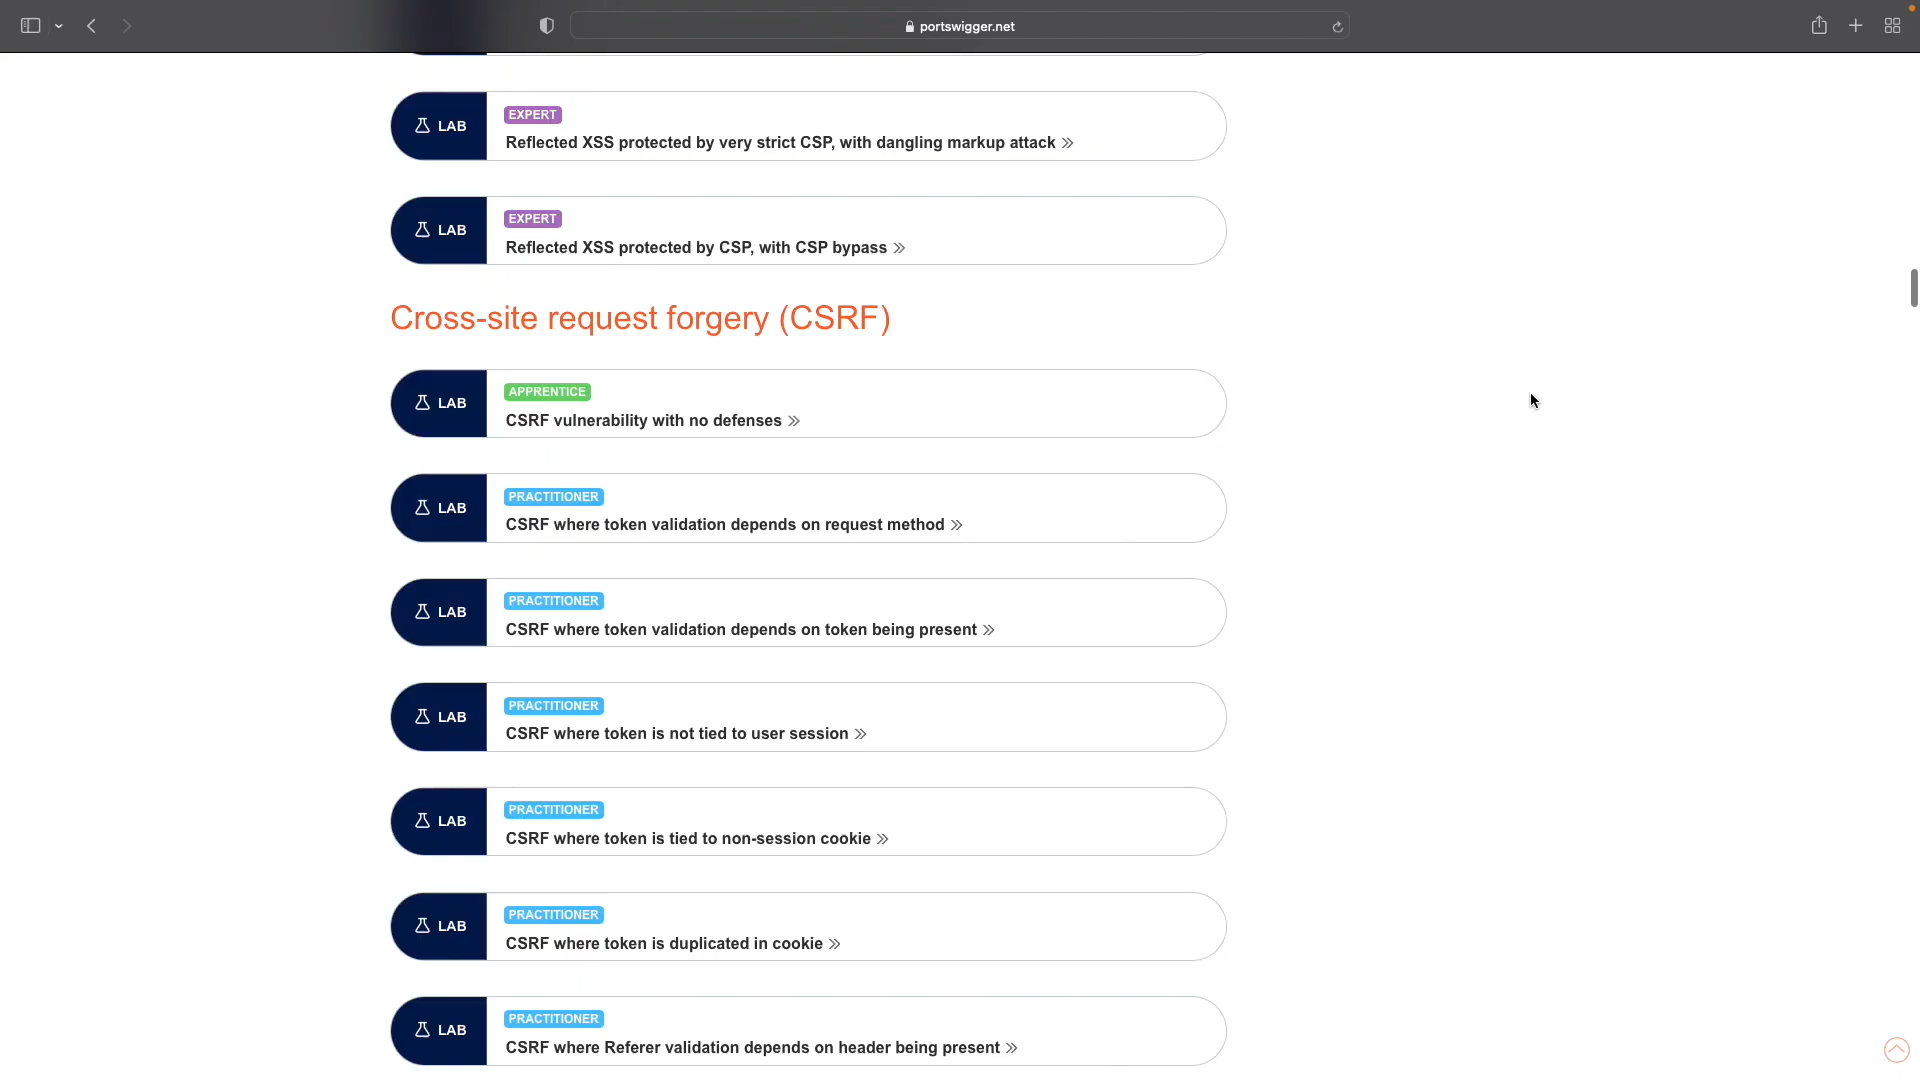 portswigger.net
EXPERT
LAB
Reflected XSS protected by very strict CSP, with dangling markup attack
EXPERT
LAB
Reflected XSS protected by CSP, with CSP bypass
Cross-site request forgery (CSRF)
APPRENTICE
LAB
CSRF vulnerability with no defenses
PRACTITIONER
LAB
CSRF where token validation depends on request method
PRACTITIONER
LAB
CSRF where token validation depends on token being present
PRACTITIONER
LAB
CSRF where token is not tied to user session
PRACTITIONER
LAB
CSRF where token is tied to non-session cookie
PRACTITIONER
LAB
CSRF where token is duplicated in cookie
PRACTITIONER
LAB
CSRF where Referer validation depends on header being present